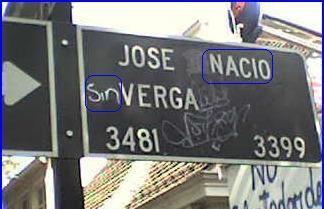 JOSE NACIO
Sin VERGA
3481 3399
NO